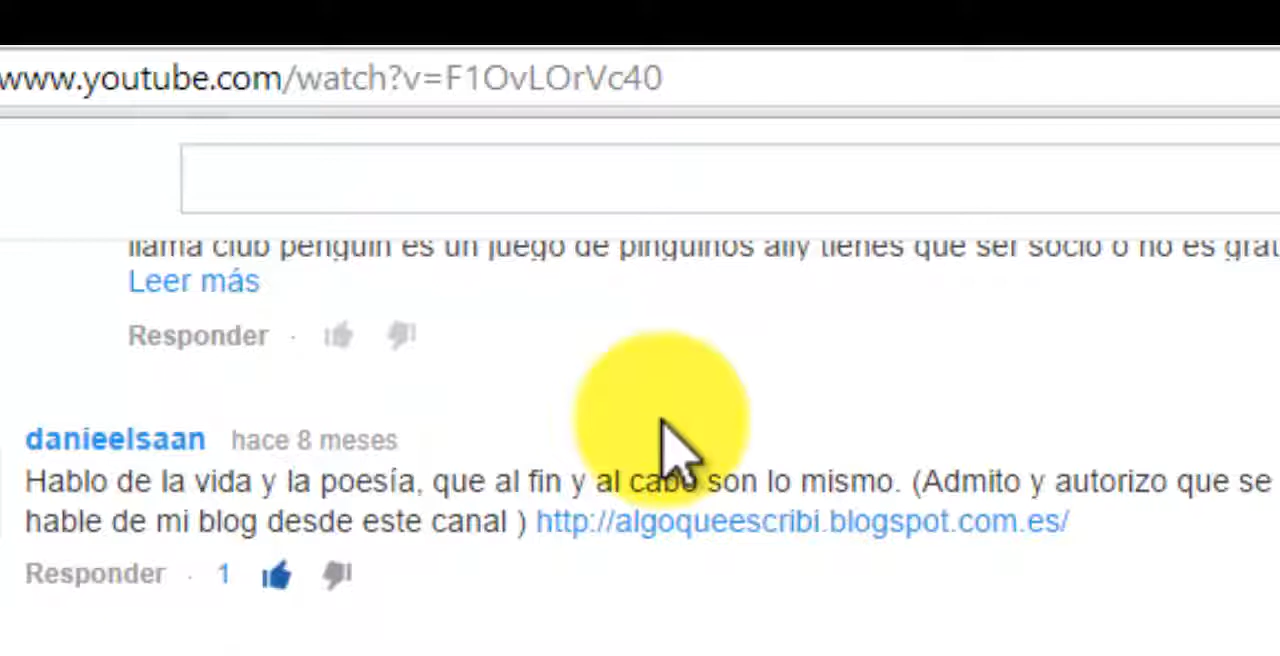 www.youtube.com/watch?v=F1OvLOrVc40
llama club penguin es un juego de pinguinos ally tienes que ser socio o no es grat
Leer más
Responder ·
danieelsaan hace 8 meses
Hablo de la vida y la poesía, que al fin y al cabo son lo mismo. (Admito y autorizo que se
hable de mi blog desde este canal ) http://algoqueescribi.blogspot.com.es/
Responder · 1